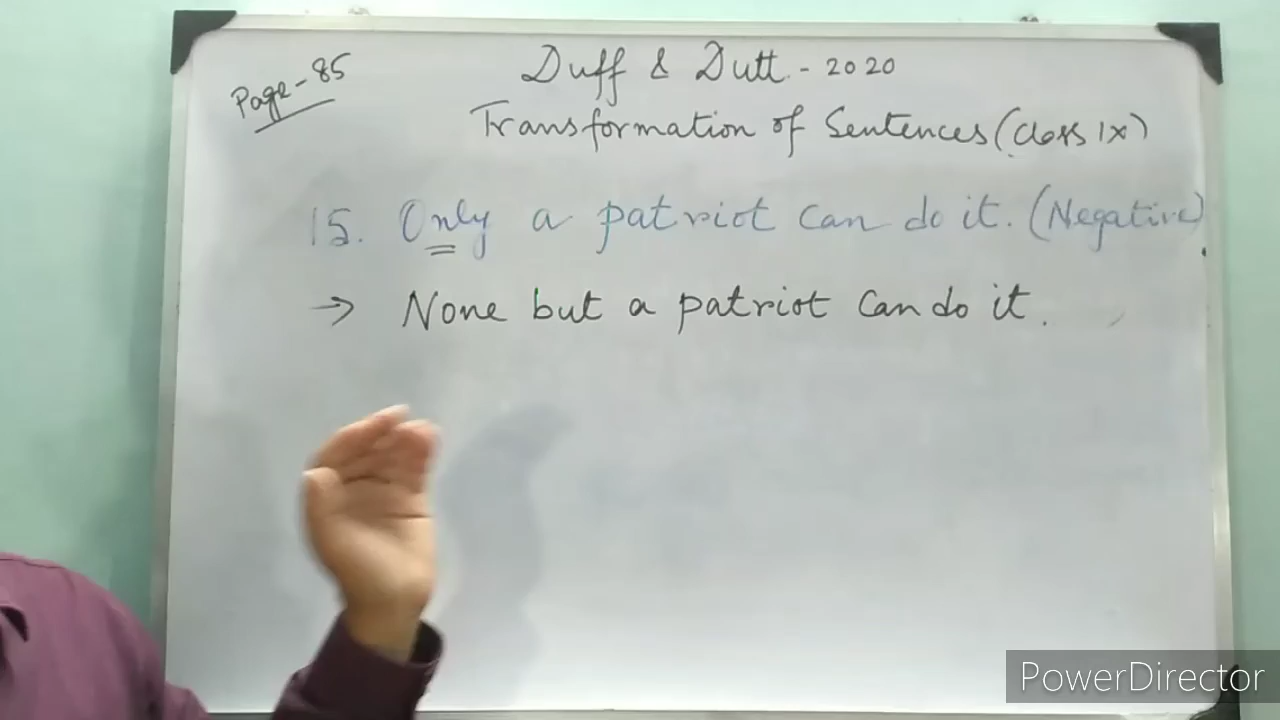 Page-85
Duff & Dutt - 2020
Transformation of Sentences (Class IX)
15. Only a patriot can do it. (Negative)
→ None but a patriot can do it.
PowerDirector